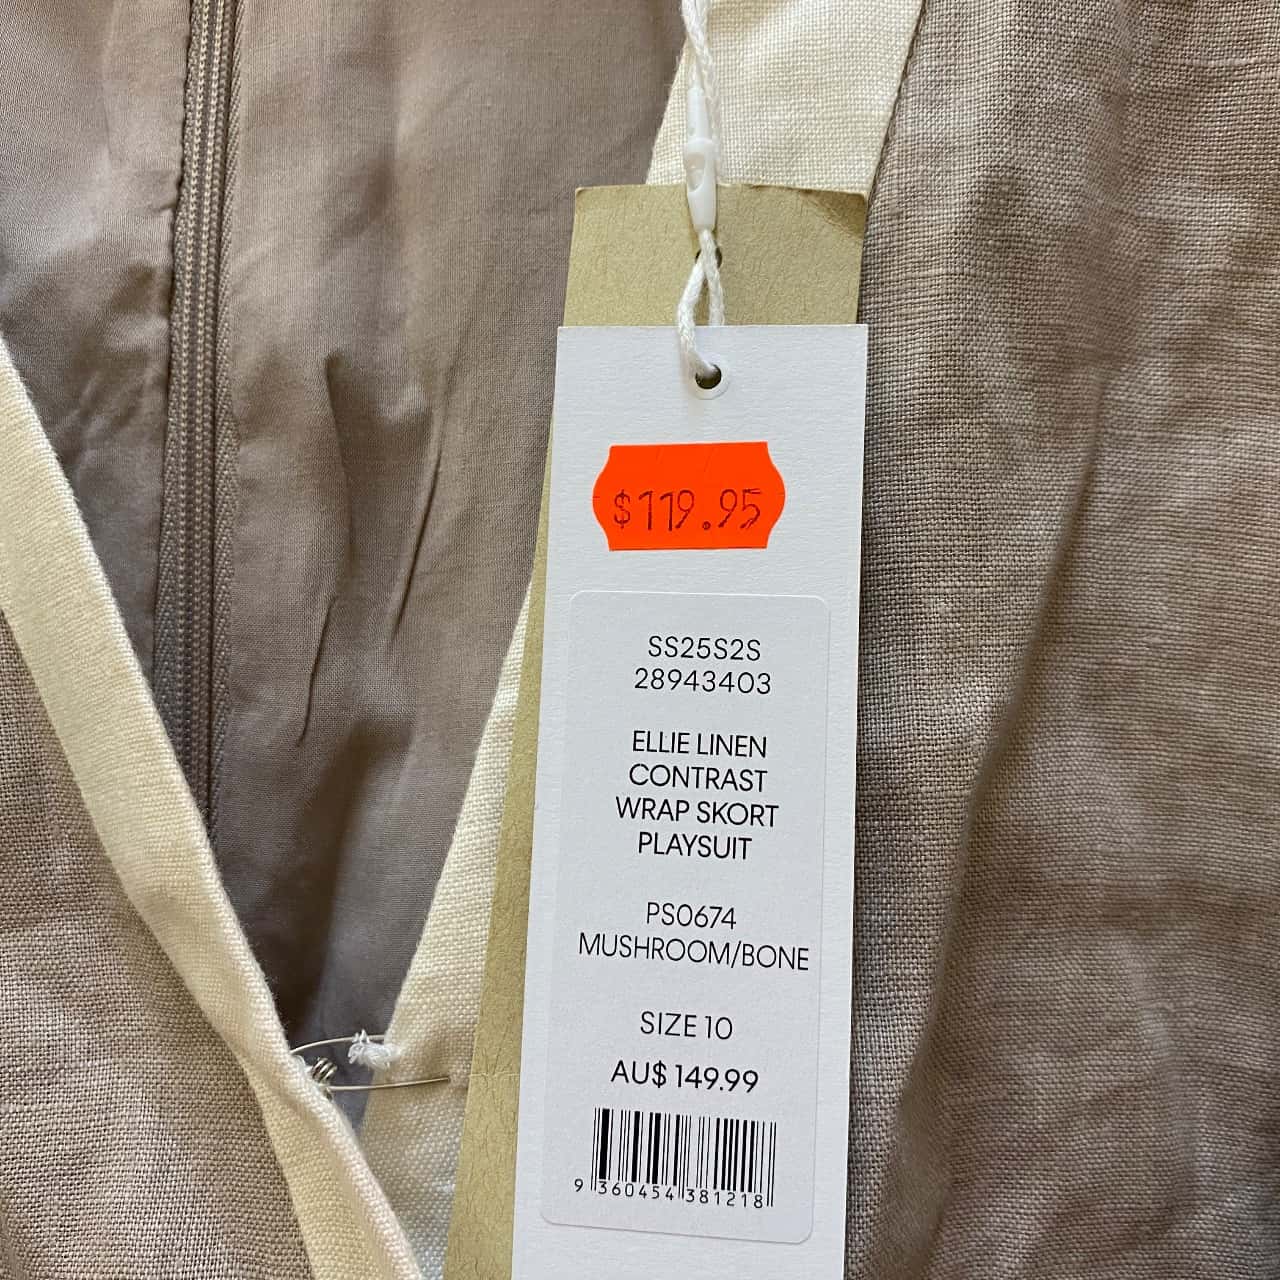 $119.95
SS25S2S
28943403
ELLIE LINEN
CONTRAST
WRAP SKORT
PLAYSUIT
PS0674
MUSHROOM/BONE
SIZE 10
AU$ 149.99
9 360454 381218